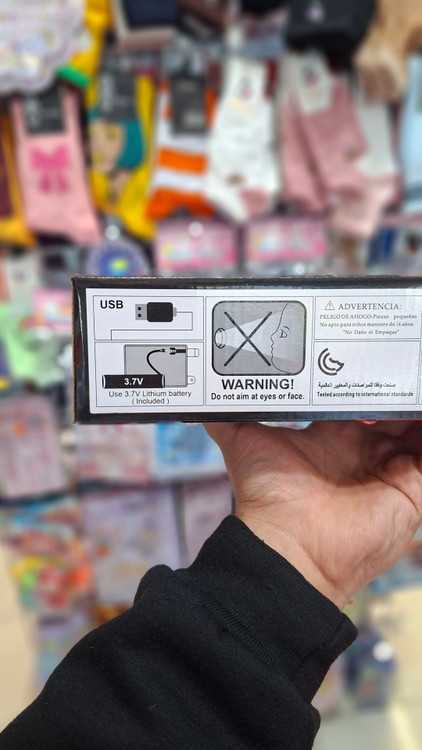 USB
3.7V
Use 3.7V Lithium battery
( Included )
WARNING!
Do not aim at eyes or face.
ADVERTENCIA:
PELIGO DE AHOGO-Piezas pequeñas
No apto para niños menores de 14 años.
"No Dañe el Empaque"
صنعت وفقا للمواصفات والمعايير العالمية
Tested according to international standards